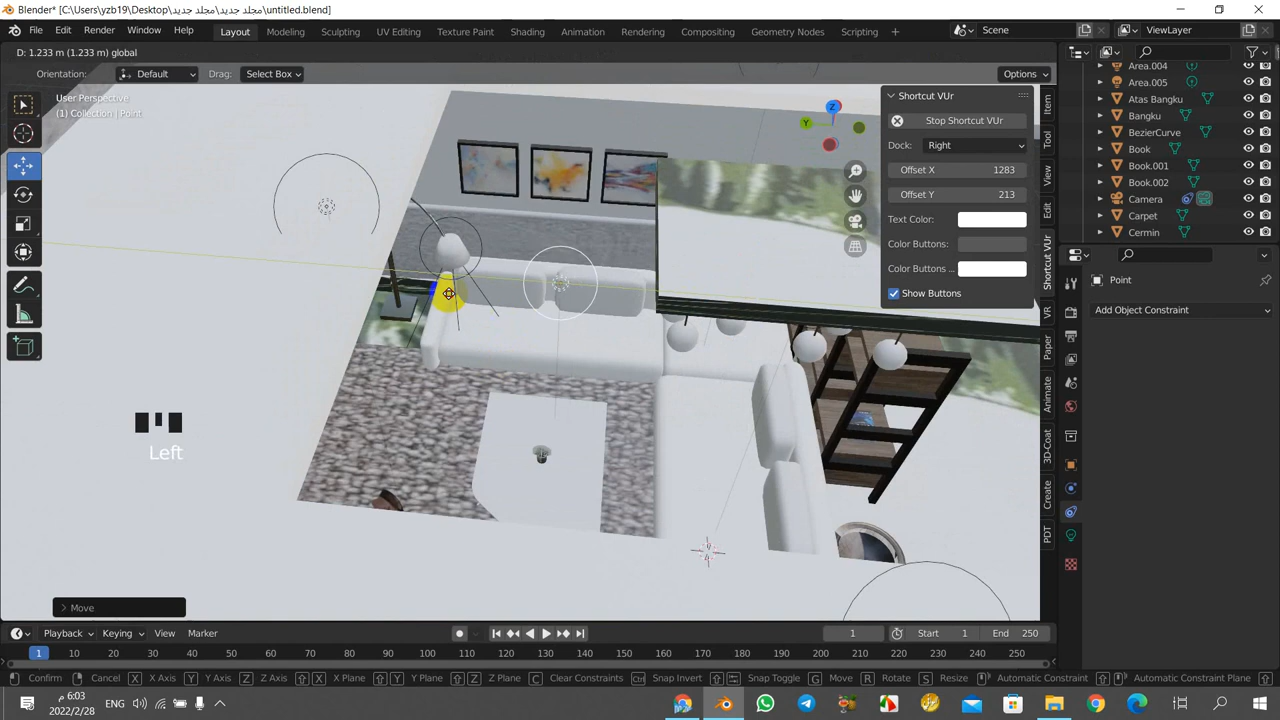 Blender* [C:\Users\yzb19\Desktop\مجلد جديد\مجلد جديد\untitled.blend]
File Edit Render Window Help Layout Modeling Sculpting UV Editing Texture Paint Shading Animation Rendering Compositing Geometry Nodes Scripting + Scene ViewLayer
D: 1.233 m (1.233 m) global
Orientation: Default Drag: Select Box Options
User Perspective
(1) Collection | Point
Z
Y
Shortcut VUr
Stop Shortcut VUr
Dock: Right
Offset X 1283
Offset Y 213
Text Color:
Color Buttons:
Color Buttons ...
Show Buttons
Item
Tool
View
Edit
Shortcut VUr
VR
Paper
Animate
3D-Coat
Create
PDT
Area.004
Area.005
Atas Bangku
Bangku
BezierCurve
Book
Book.001
Book.002
Camera
Carpet
Cermin
Point
Add Object Constraint
Left
Move
Playback Keying View Marker 1 Start 1 End 250
1 10 20 30 40 50 60 70 80 90 100 110 120 130 140 150 160 170 180 190 200 210 220 230 240 250
Confirm Cancel X X Axis Y Y Axis Z Z Axis X X Plane Y Y Plane Z Z Plane C Clear Constraints Ctrl Snap Invert Snap Toggle G Move R Rotate S Resize Automatic Constraint Automatic Constraint Plane
ENG
6:03 م
2022/2/28